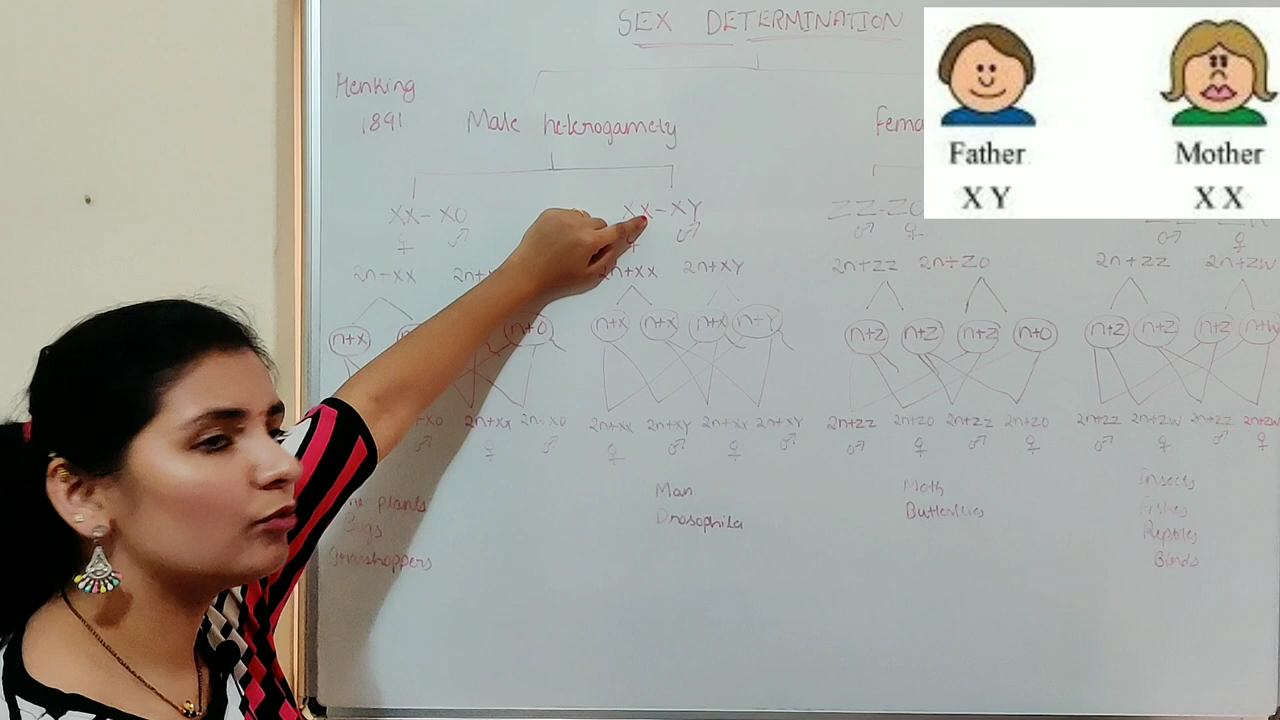 SEX DETERMINATION
Henking
1891
Male heterogamety
Father
X Y
Mother
X X
XX-XO
♀ ♂
XX-XY
♀ ♂
ZZ-ZO
♂ ♀
♂ ♀
2n-xx
2n+xx 2n+xy
2n+zz 2n+zo
2n+zz 2n+zw
n+x n+o
n+x n+x n+x n+y
n+z n+z n+z n+o
n+z n+z n+z n+w
2n+xx 2n-xo
♂ ♀ ♂
2n+xx 2n+xy 2n+xx 2n+xy
♀ ♂ ♀ ♂
2n+zz 2n+zo 2n+zz 2n+zo
♂ ♀ ♂ ♀
2n+zz 2n+zw 2n+zz 2n+zw
♂ ♀ ♂ ♀
plants
Bugs
Grasshoppers
Man
Drosophila
Moth
Butterflies
Insects
Fishes
Reptiles
Birds